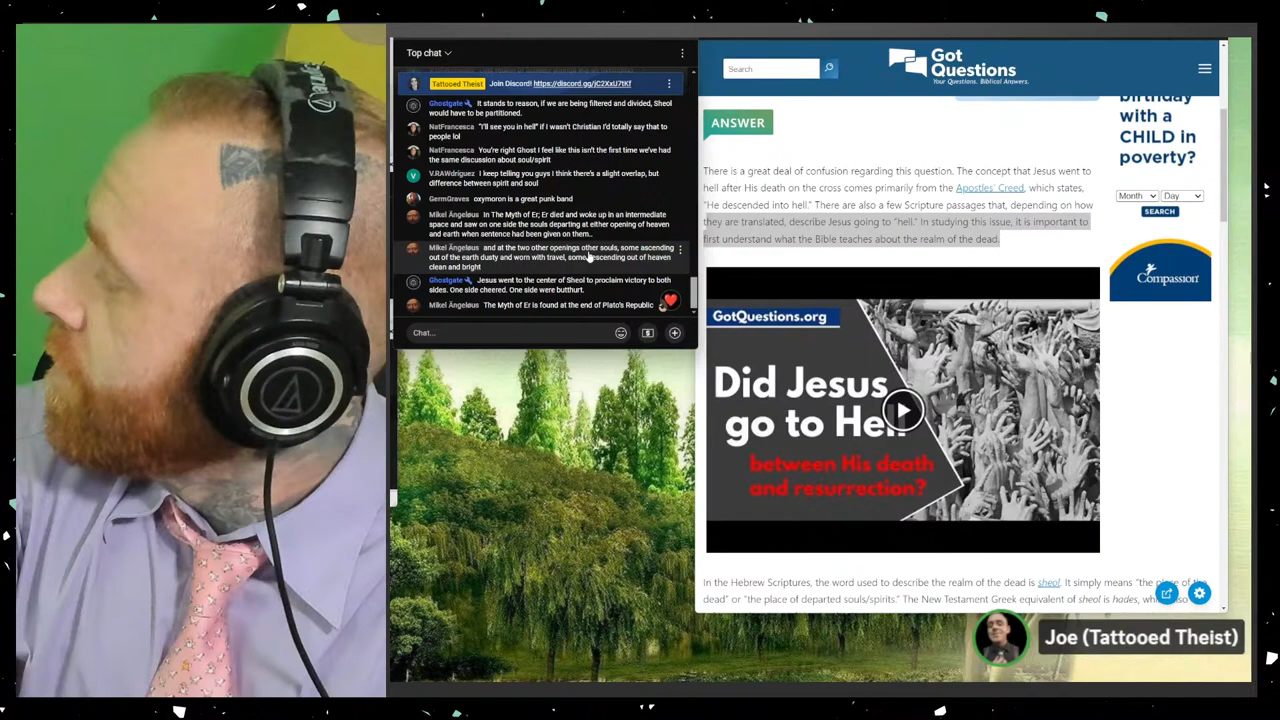 Top chat
Tattooed Theist Join Discord! https://discord.gg/jC2XxU7tKf
Ghostgate It stands to reason, if we are being filtered and divided, Sheol
would have to be partitioned.
NatFrancesca "I'll see you in hell" if I wasn't Christian I'd totally say that to
people lol
NatFrancesca You're right Ghost I feel like this isn't the first time we've had
the same discussion about soul/spirit
V.RAWdríguez I keep telling you guys I think there's a slight overlap, but
difference between spirit and soul
GermGraves oxymoron is a great punk band
Mikel Ängeløus In The Myth of Er; Er died and woke up in an intermediate
space and saw on one side the souls departing at either opening of heaven
and earth when sentence had been given on them..
Mikel Ängeløus and at the two other openings other souls, some ascending
out of the earth dusty and worn with travel, some descending out of heaven
clean and bright
Ghostgate Jesus went to the center of Sheol to proclaim victory to both
sides. One side cheered. One side were butthurt.
Mikel Ängeløus The Myth of Er is found at the end of Plato's Republic
Chat...
Search
GotQuestions
Your Questions. Biblical Answers.
ANSWER
There is a great deal of confusion regarding this question. The concept that Jesus went to
hell after His death on the cross comes primarily from the Apostles' Creed, which states,
"He descended into hell." There are also a few Scripture passages that, depending on how
they are translated, describe Jesus going to "hell." In studying this issue, it is important to
first understand what the Bible teaches about the realm of the dead.
GotQuestions.org
Did Jesus
go to Hell
between His death
and resurrection?
In the Hebrew Scriptures, the word used to describe the realm of the dead is sheol. It simply means "the place of the
dead" or "the place of departed souls/spirits." The New Testament Greek equivalent of sheol is hades,
birthday
with a
CHILD in
poverty?
Month Day
SEARCH
Compassion
Joe (Tattooed Theist)
audio-technica